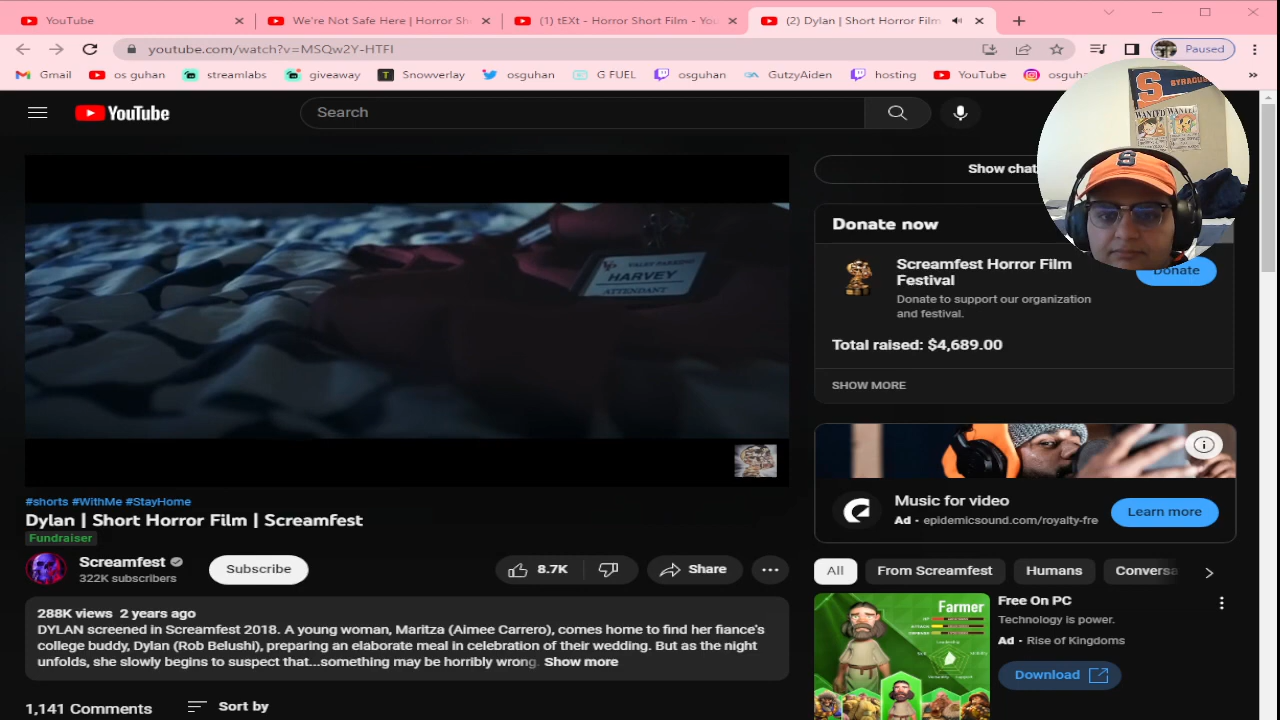 YouTube
We're Not Safe Here | Horror Sh
(1) tEXt - Horror Short Film - You
(2) Dylan | Short Horror Film
youtube.com/watch?v=MSQw2Y-HTFI
Paused
Gmail
os guhan
streamlabs
giveaway
Snowverlay
osguhan
G FUEL
osguhan
GutzyAiden
hosting
YouTube
osguh
YouTube
Search
SYRACUS
WANTED WANTED
S
HARVEY
ATTENDANT
Show chat
Donate now
Screamfest Horror Film
Festival
Donate to support our organization
and festival.
Donate
Total raised: $4,689.00
SHOW MORE
Music for video
Ad - epidemicsound.com/royalty-fre
Learn more
#shorts #WithMe #StayHome
Dylan | Short Horror Film | Screamfest
Fundraiser
Screamfest
322K subscribers
Subscribe
8.7K
Share
288K views 2 years ago
DYLAN screened in Screamfest 2018. A young woman, Maritza (Aimee Garcia), comes home to find her fiance's
college buddy, Dylan (Rob Belushi), preparing an elaborate meal in celebration of their wedding. But as the night
unfolds, she slowly begins to suspect that...something may be horribly wrong. Show more
1,141 Comments
Sort by
All
From Screamfest
Humans
Conversa
Farmer
Free On PC
Technology is power.
Ad - Rise of Kingdoms
Download